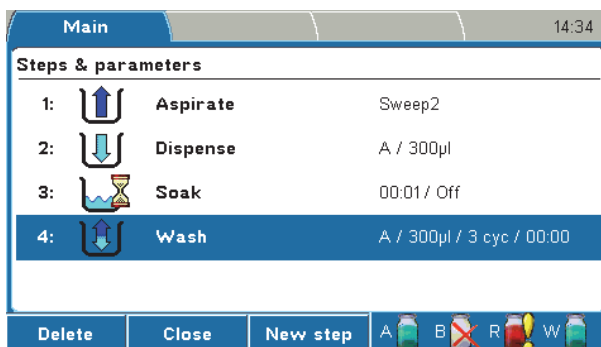 Main 14:34
Steps & parameters
1: Aspirate Sweep2
2: Dispense A / 300µl
3: Soak 00:01 / Off
4: Wash A / 300µl / 3 cyc / 00:00
Delete Close New step A B R W